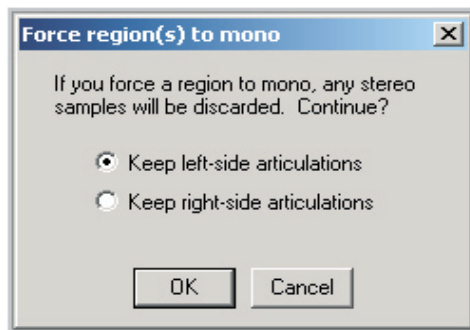 Force region(s) to mono
If you force a region to mono, any stereo
samples will be discarded.  Continue?
Keep left-side articulations
Keep right-side articulations
OK
Cancel